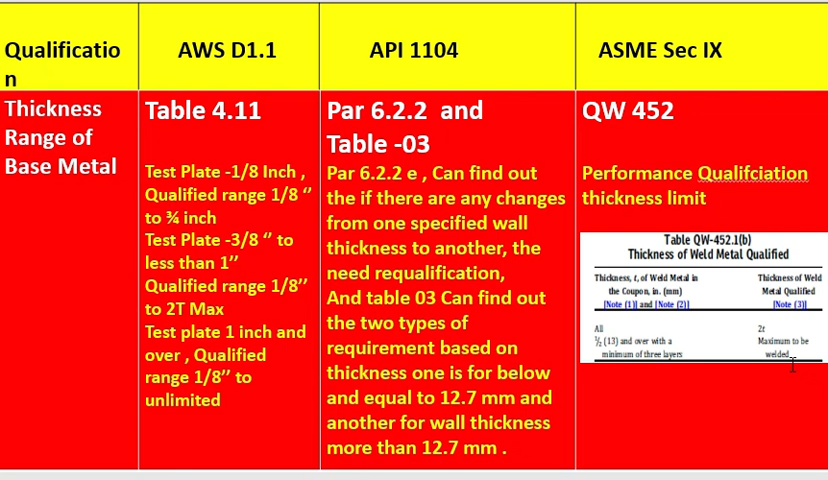 Qualificatio
n
AWS D1.1
API 1104
ASME Sec IX
Thickness
Range of
Base Metal
Table 4.11
Test Plate -1/8 Inch ,
Qualified range 1/8 ‘’
to ¾ inch
Test Plate -3/8 ‘’ to
less than 1’’
Qualified range 1/8’’
to 2T Max
Test plate 1 inch and
over , Qualified
range 1/8’’ to
unlimited
Par 6.2.2 and
Table -03
Par 6.2.2 e , Can find out
the if there are any changes
from one specified wall
thickness to another, the
need requalification,
And table 03 Can find out
the two types of
requirement based on
thickness one is for below
and equal to 12.7 mm and
another for wall thickness
more than 12.7 mm .
QW 452
Performance Qualifciation
thickness limit
Table QW-452.1(b)
Thickness of Weld Metal Qualified
Thickness, t, of Weld Metal in
the Coupon, in. (mm)
[Note (1)] and [Note (2)]
Thickness of Weld
Metal Qualified
[Note (3)]
All
2t
½ (13) and over with a
minimum of three layers
Maximum to be
welded